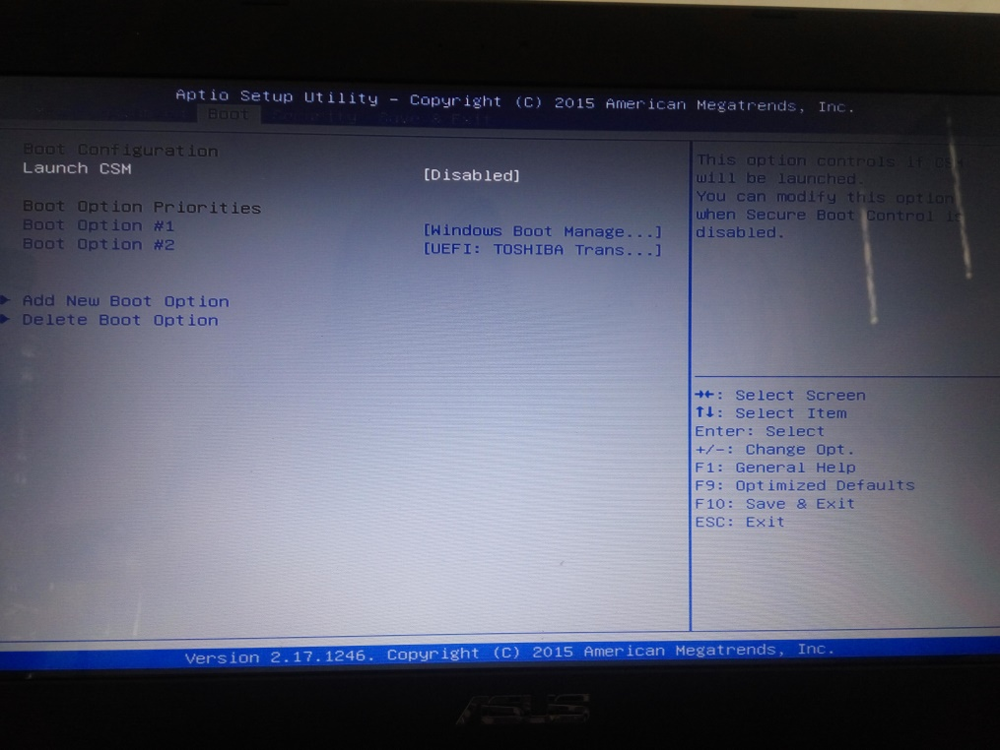 Aptio Setup Utility - Copyright (C) 2015 American Megatrends, Inc.
Boot Security Save & Exit
Boot Configuration
Launch CSM [Disabled]
Boot Option Priorities
Boot Option #1 [Windows Boot Manage...]
Boot Option #2 [UEFI: TOSHIBA Trans...]
Add New Boot Option
Delete Boot Option
This option controls if CSM
will be launched.
You can modify this option
when Secure Boot Control is
disabled.
→←: Select Screen
↑↓: Select Item
Enter: Select
+/-: Change Opt.
F1: General Help
F9: Optimized Defaults
F10: Save & Exit
ESC: Exit
Version 2.17.1246. Copyright (C) 2015 American Megatrends, Inc.
ASUS